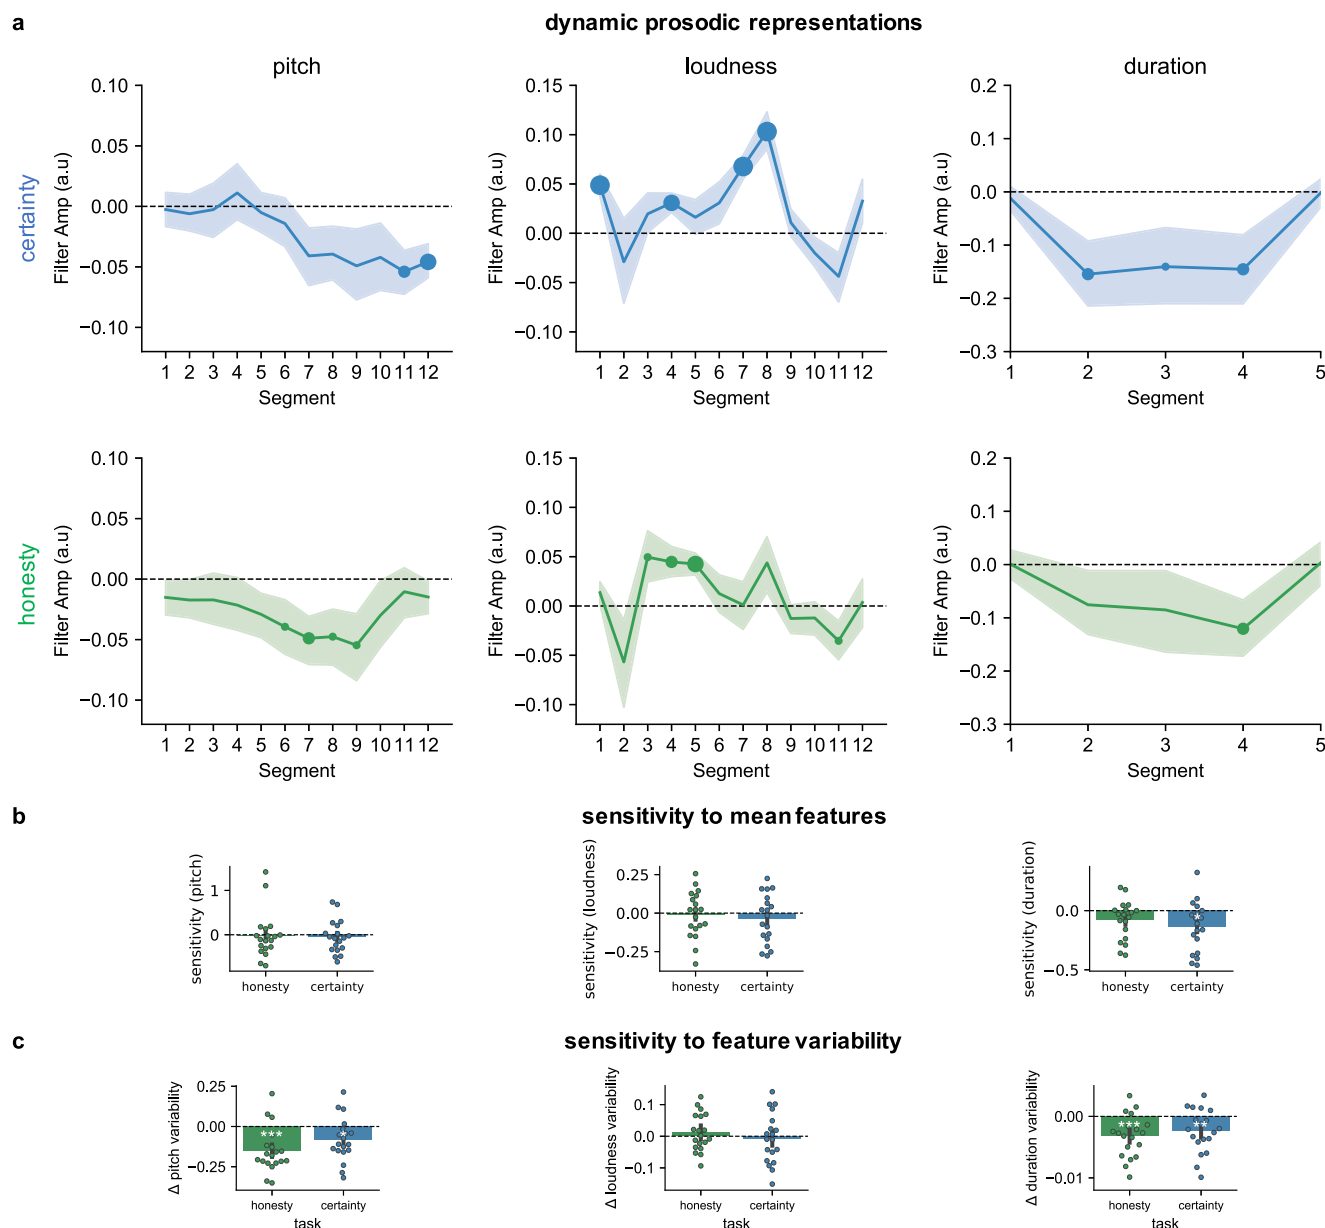 a
dynamic prosodic representations
pitch
loudness
duration
certainty
Filter Amp (a.u)
0.10
0.05
0.00
−0.05
−0.10
1 2 3 4 5 6 7 8 9 10 11 12
Segment
Filter Amp (a.u)
0.15
0.10
0.05
0.00
−0.05
−0.10
1 2 3 4 5 6 7 8 9 10 11 12
Segment
Filter Amp (a.u)
0.2
0.1
0.0
−0.1
−0.2
−0.3
1 2 3 4 5
Segment
honesty
Filter Amp (a.u)
0.10
0.05
0.00
−0.05
−0.10
1 2 3 4 5 6 7 8 9 10 11 12
Segment
Filter Amp (a.u)
0.15
0.10
0.05
0.00
−0.05
−0.10
1 2 3 4 5 6 7 8 9 10 11 12
Segment
Filter Amp (a.u)
0.2
0.1
0.0
−0.1
−0.2
−0.3
1 2 3 4 5
Segment
b
sensitivity to mean features
sensitivity (pitch)
1
0
honesty certainty
sensitivity (loudness)
0.25
0.00
−0.25
honesty certainty
sensitivity (duration)
0.0
−0.5
honesty certainty
c
sensitivity to feature variability
Δ pitch variability
0.25
0.00
−0.25
***
honesty certainty
task
Δ loudness variability
0.1
0.0
−0.1
honesty certainty
task
Δ duration variability
0.00
−0.01
*** **
honesty certainty
task